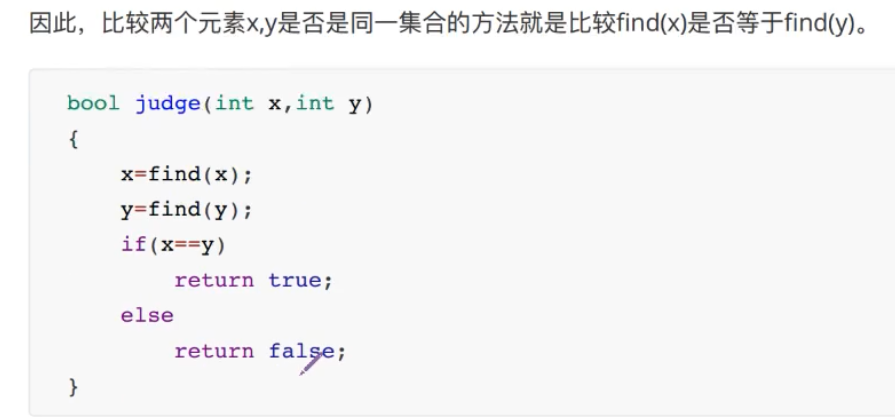 因此，比较两个元素x,y是否是同一集合的方法就是比较find(x)是否等于find(y)。
bool judge(int x,int y)
{
    x=find(x);
    y=find(y);
    if(x==y)
        return true;
    else
        return false;
}